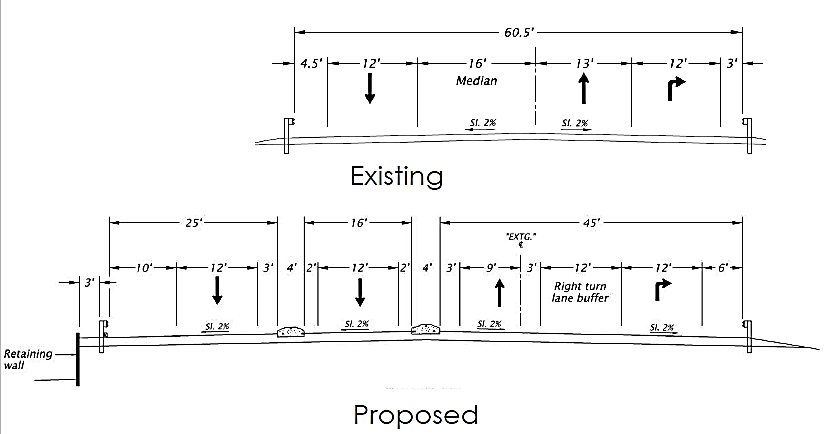 60.5'
4.5' 12' 16' 13' 12' 3'
Median
Sl. 2% Sl. 2%
Existing
25' 16' 45'
"EXTG."
℄
10' 12' 3' 4' 2' 12' 2' 4' 3' 9' 3' 12' 12' 6'
3'
Right turn
lane buffer
Sl. 2% Sl. 2% Sl. 2% Sl. 2%
Retaining
wall
Proposed